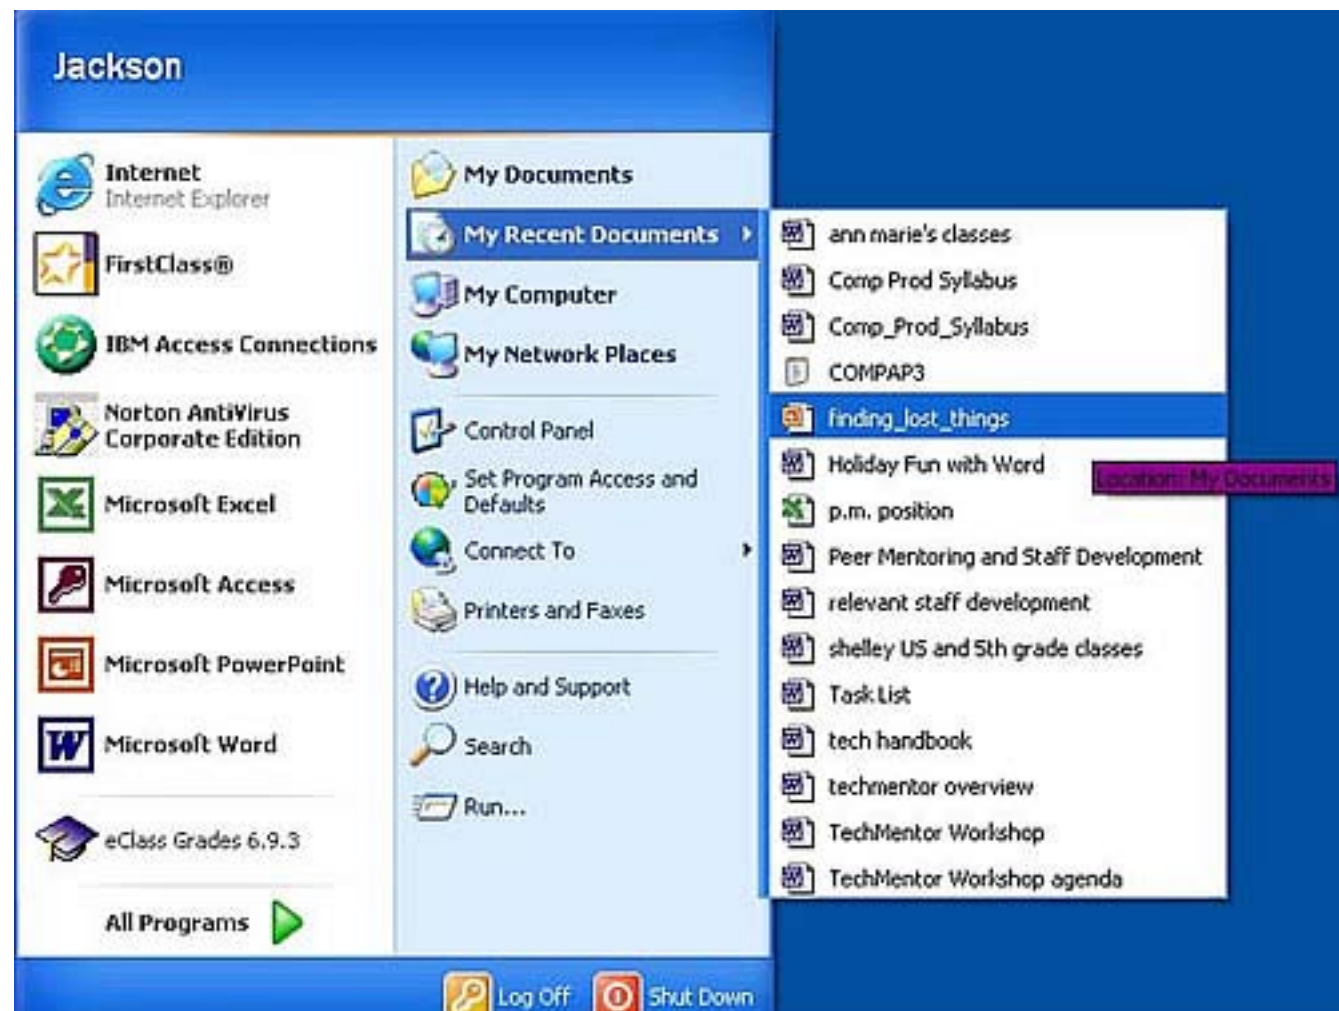 Jackson
Internet
Internet Explorer
FirstClass®
IBM Access Connections
Norton AntiVirus
Corporate Edition
Microsoft Excel
Microsoft Access
Microsoft PowerPoint
Microsoft Word
eClass Grades 6.9.3
All Programs
My Documents
My Recent Documents
My Computer
My Network Places
Control Panel
Set Program Access and
Defaults
Connect To
Printers and Faxes
Help and Support
Search
Run...
ann marie's classes
Comp Prod Syllabus
Comp_Prod_Syllabus
COMPAP3
finding_lost_things
Holiday Fun with Word
Location: My Documents
p.m. position
Peer Mentoring and Staff Development
relevant staff development
shelley US and 5th grade classes
Task List
tech handbook
techmentor overview
TechMentor Workshop
TechMentor Workshop agenda
Log Off
Shut Down